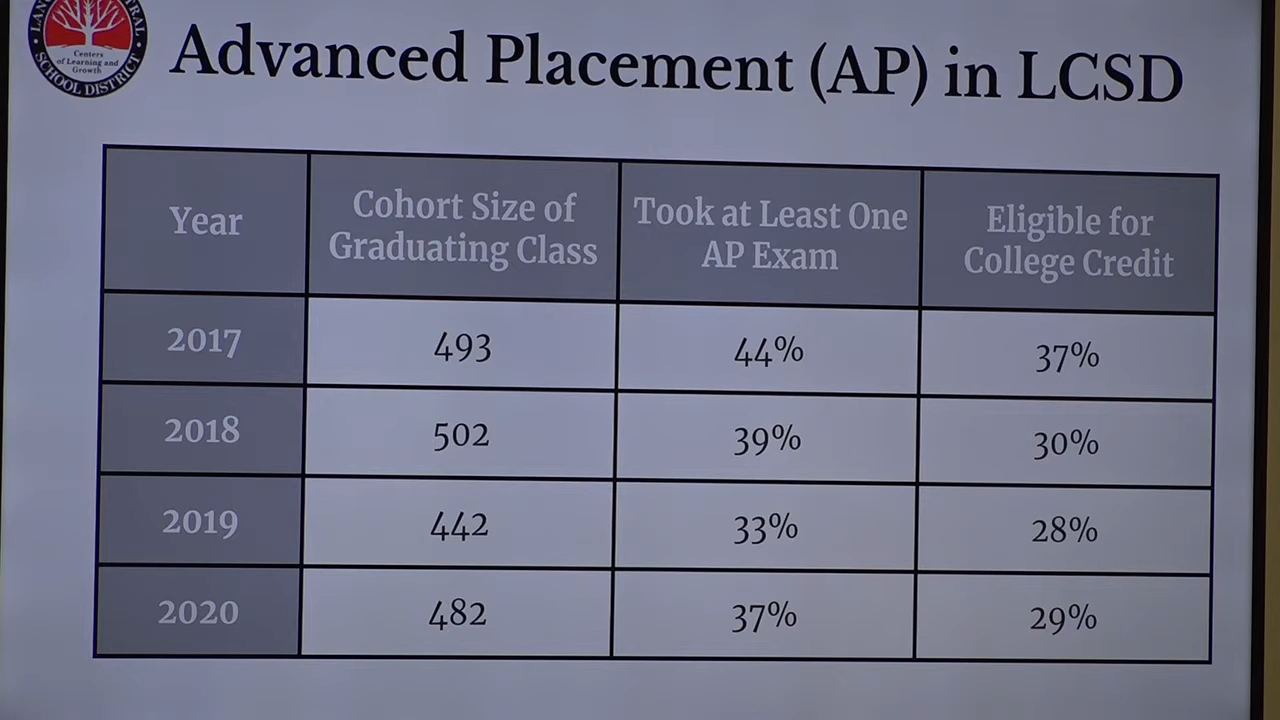 Advanced Placement (AP) in LCSD
Centers
of Learning and
Growth
SCHOOL DISTRICT
Year
Cohort Size of
Graduating Class
Took at Least One
AP Exam
Eligible for
College Credit
2017 493 44% 37%
2018 502 39% 30%
2019 442 33% 28%
2020 482 37% 29%